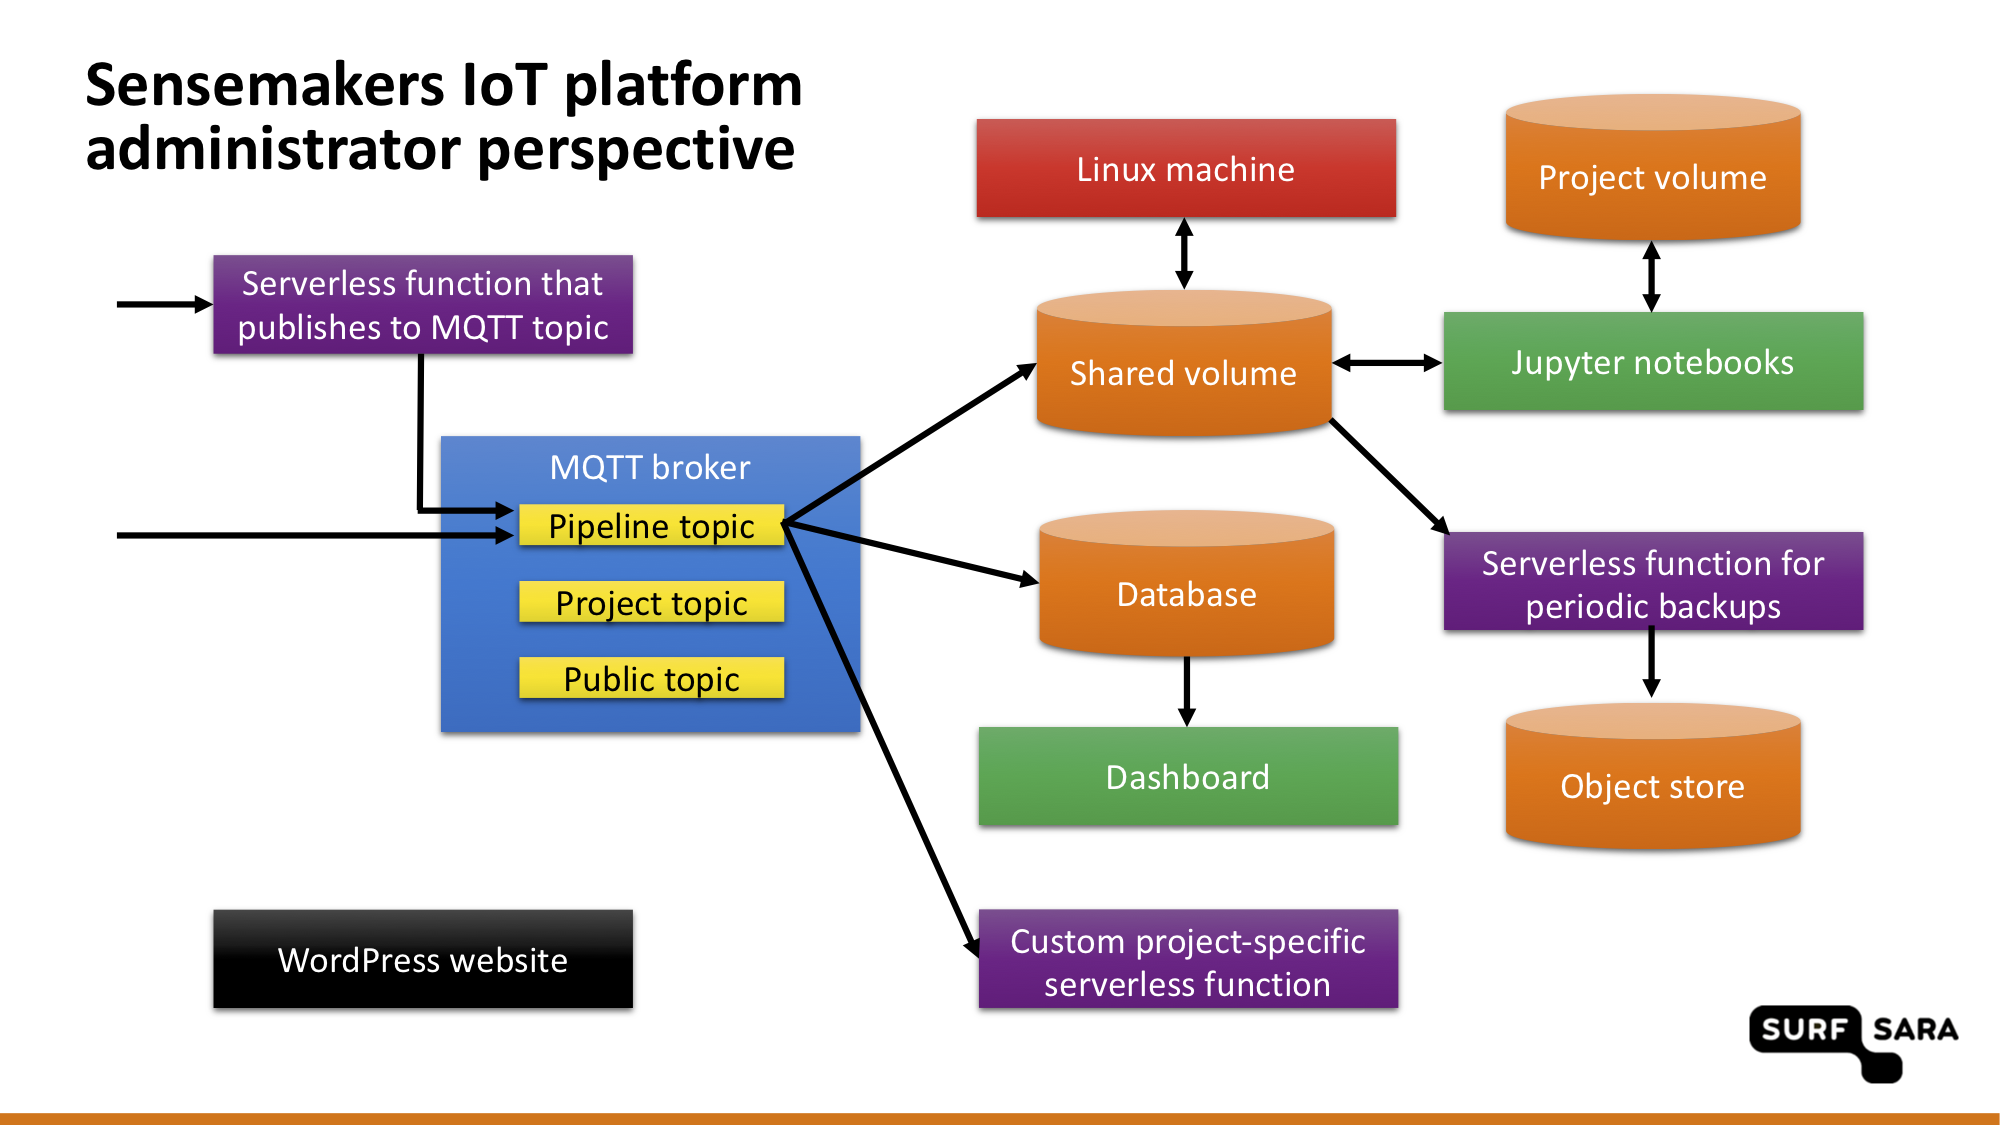 Sensemakers IoT platform
administrator perspective
Linux machine
Project volume
Serverless function that
publishes to MQTT topic
Shared volume
Jupyter notebooks
MQTT broker
Pipeline topic
Project topic
Public topic
Database
Serverless function for
periodic backups
Dashboard
Object store
WordPress website
Custom project-specific
serverless function
SURF SARA